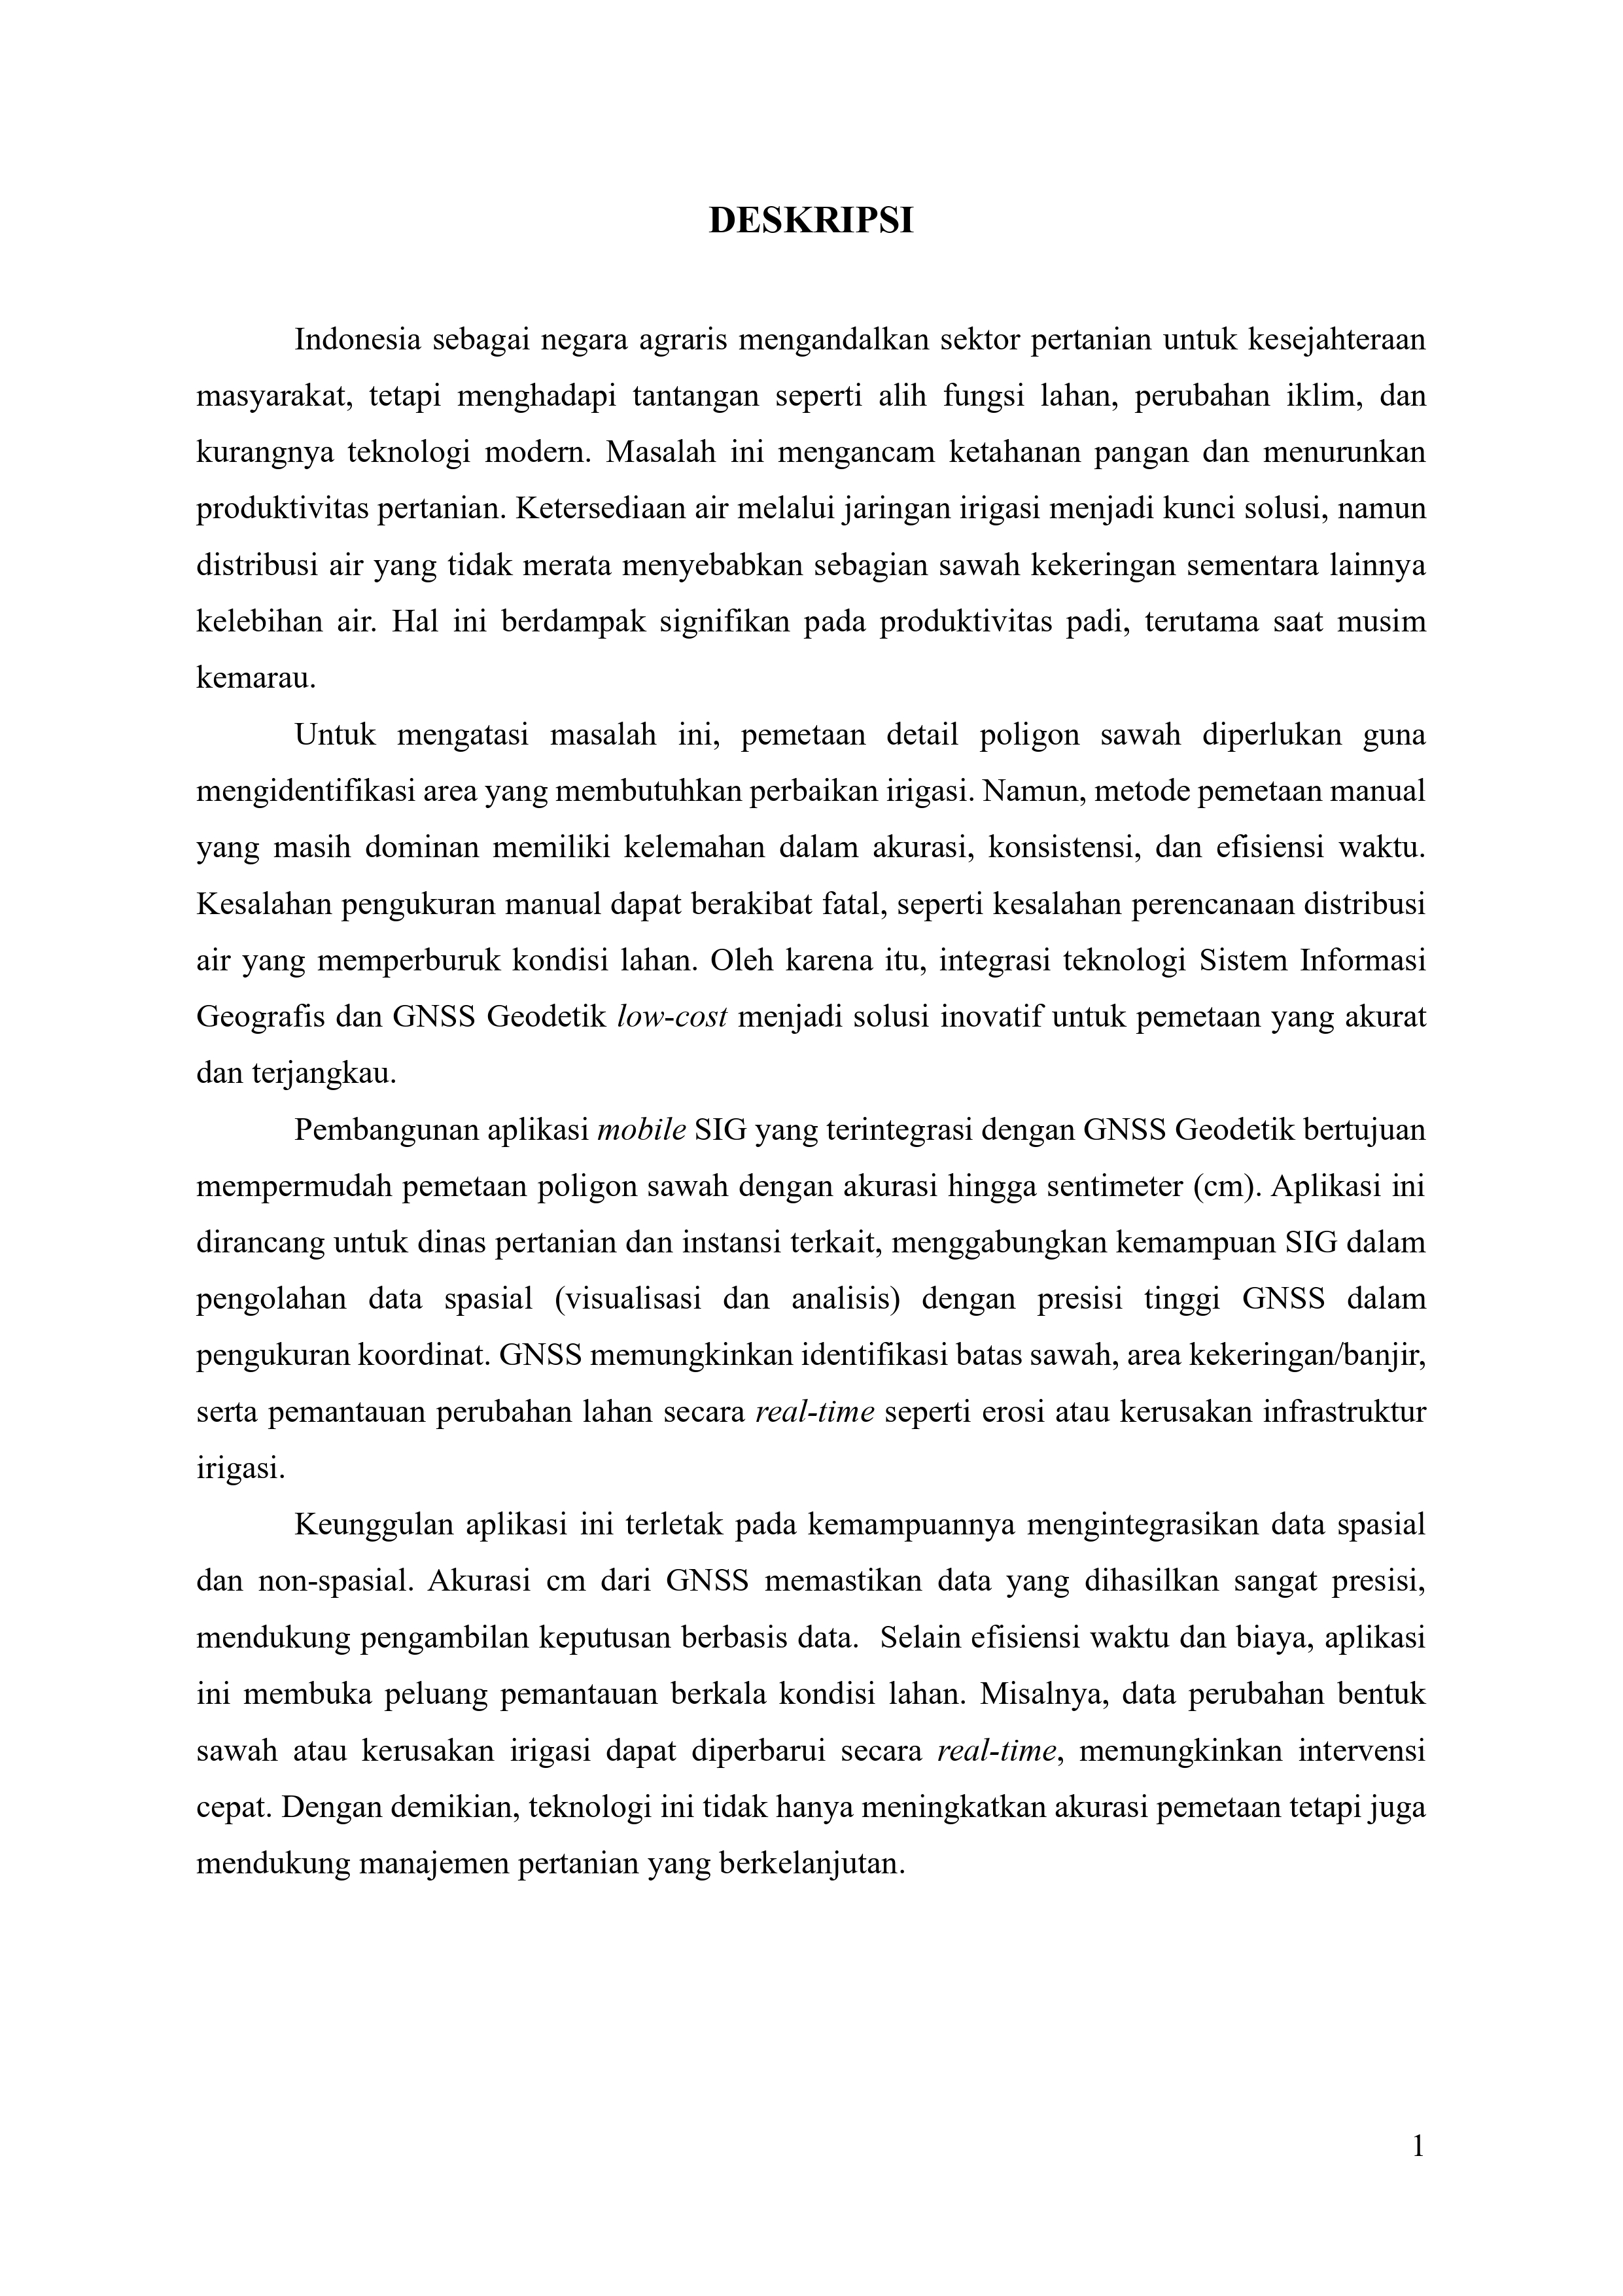 DESKRIPSI
Indonesia sebagai negara agraris mengandalkan sektor pertanian untuk kesejahteraan
masyarakat, tetapi menghadapi tantangan seperti alih fungsi lahan, perubahan iklim, dan
kurangnya teknologi modern. Masalah ini mengancam ketahanan pangan dan menurunkan
produktivitas pertanian. Ketersediaan air melalui jaringan irigasi menjadi kunci solusi, namun
distribusi air yang tidak merata menyebabkan sebagian sawah kekeringan sementara lainnya
kelebihan air. Hal ini berdampak signifikan pada produktivitas padi, terutama saat musim
kemarau.
Untuk mengatasi masalah ini, pemetaan detail poligon sawah diperlukan guna
mengidentifikasi area yang membutuhkan perbaikan irigasi. Namun, metode pemetaan manual
yang masih dominan memiliki kelemahan dalam akurasi, konsistensi, dan efisiensi waktu.
Kesalahan pengukuran manual dapat berakibat fatal, seperti kesalahan perencanaan distribusi
air yang memperburuk kondisi lahan. Oleh karena itu, integrasi teknologi Sistem Informasi
Geografis dan GNSS Geodetik low-cost menjadi solusi inovatif untuk pemetaan yang akurat
dan terjangkau.
Pembangunan aplikasi mobile SIG yang terintegrasi dengan GNSS Geodetik bertujuan
mempermudah pemetaan poligon sawah dengan akurasi hingga sentimeter (cm). Aplikasi ini
dirancang untuk dinas pertanian dan instansi terkait, menggabungkan kemampuan SIG dalam
pengolahan data spasial (visualisasi dan analisis) dengan presisi tinggi GNSS dalam
pengukuran koordinat. GNSS memungkinkan identifikasi batas sawah, area kekeringan/banjir,
serta pemantauan perubahan lahan secara real-time seperti erosi atau kerusakan infrastruktur
irigasi.
Keunggulan aplikasi ini terletak pada kemampuannya mengintegrasikan data spasial
dan non-spasial. Akurasi cm dari GNSS memastikan data yang dihasilkan sangat presisi,
mendukung pengambilan keputusan berbasis data.  Selain efisiensi waktu dan biaya, aplikasi
ini membuka peluang pemantauan berkala kondisi lahan. Misalnya, data perubahan bentuk
sawah atau kerusakan irigasi dapat diperbarui secara real-time, memungkinkan intervensi
cepat. Dengan demikian, teknologi ini tidak hanya meningkatkan akurasi pemetaan tetapi juga
mendukung manajemen pertanian yang berkelanjutan.
1